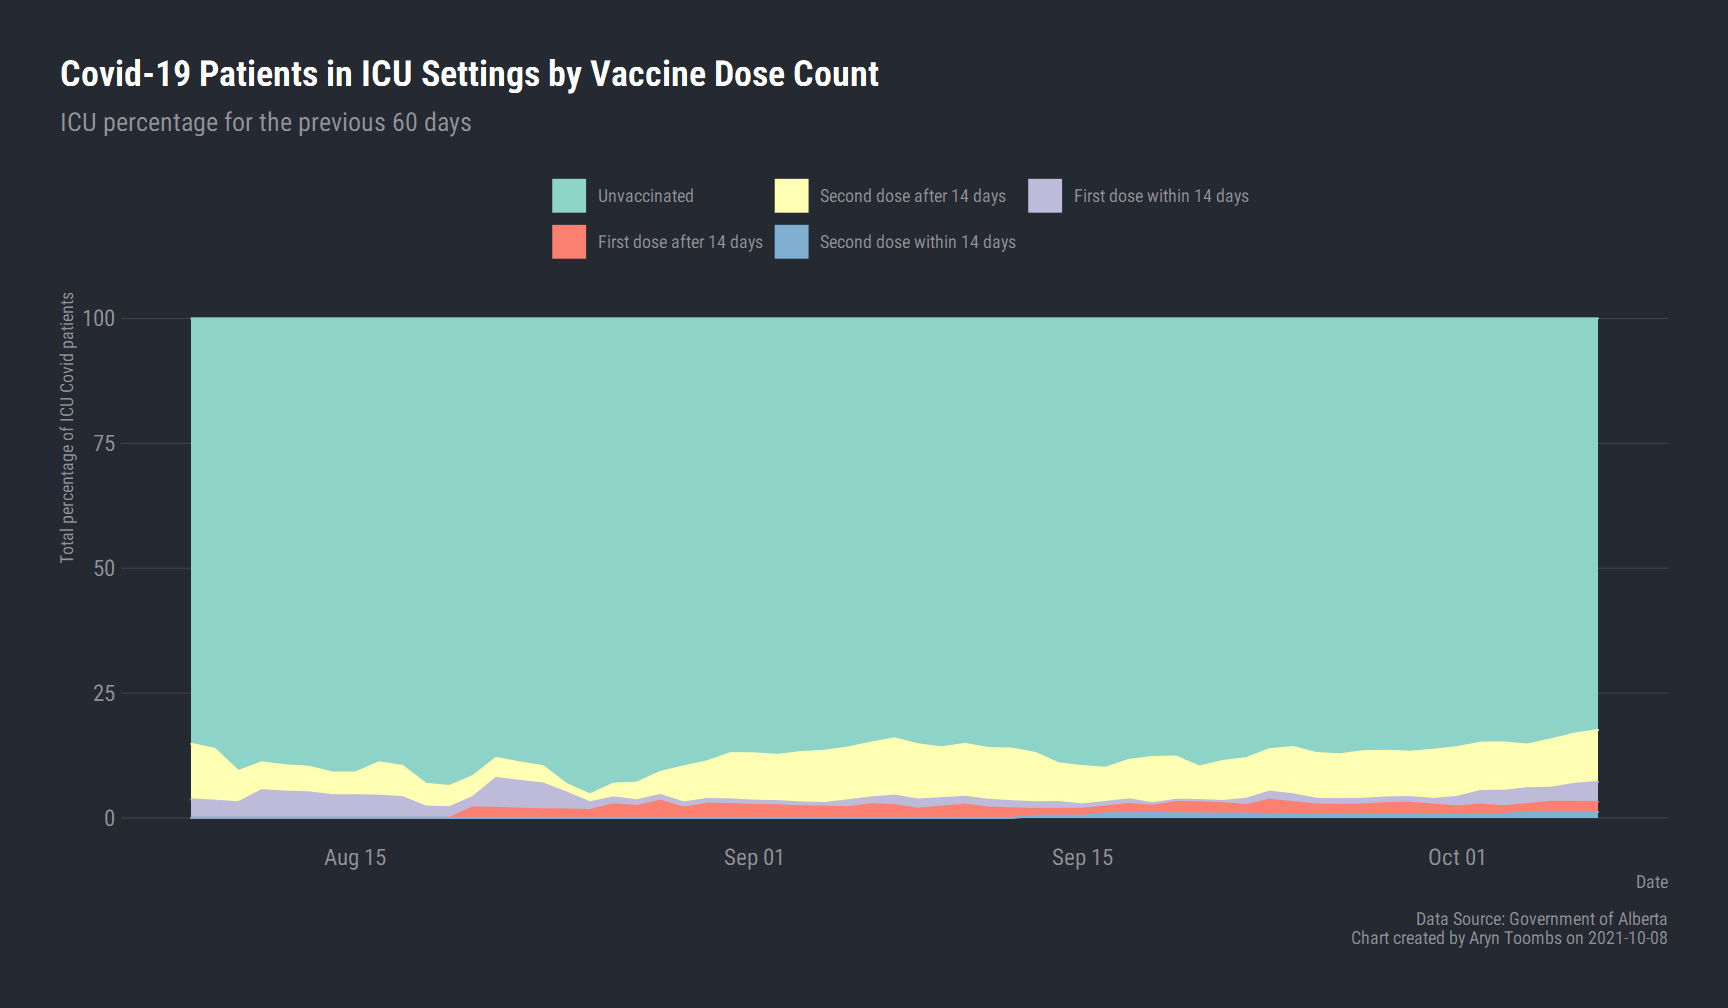 Covid-19 Patients in ICU Settings by Vaccine Dose Count
ICU percentage for the previous 60 days
Unvaccinated
Second dose after 14 days
First dose within 14 days
First dose after 14 days
Second dose within 14 days
Total percentage of ICU Covid patients
100
75
50
25
0
Aug 15
Sep 01
Sep 15
Oct 01
Date
Data Source: Government of Alberta
Chart created by Aryn Toombs on 2021-10-08